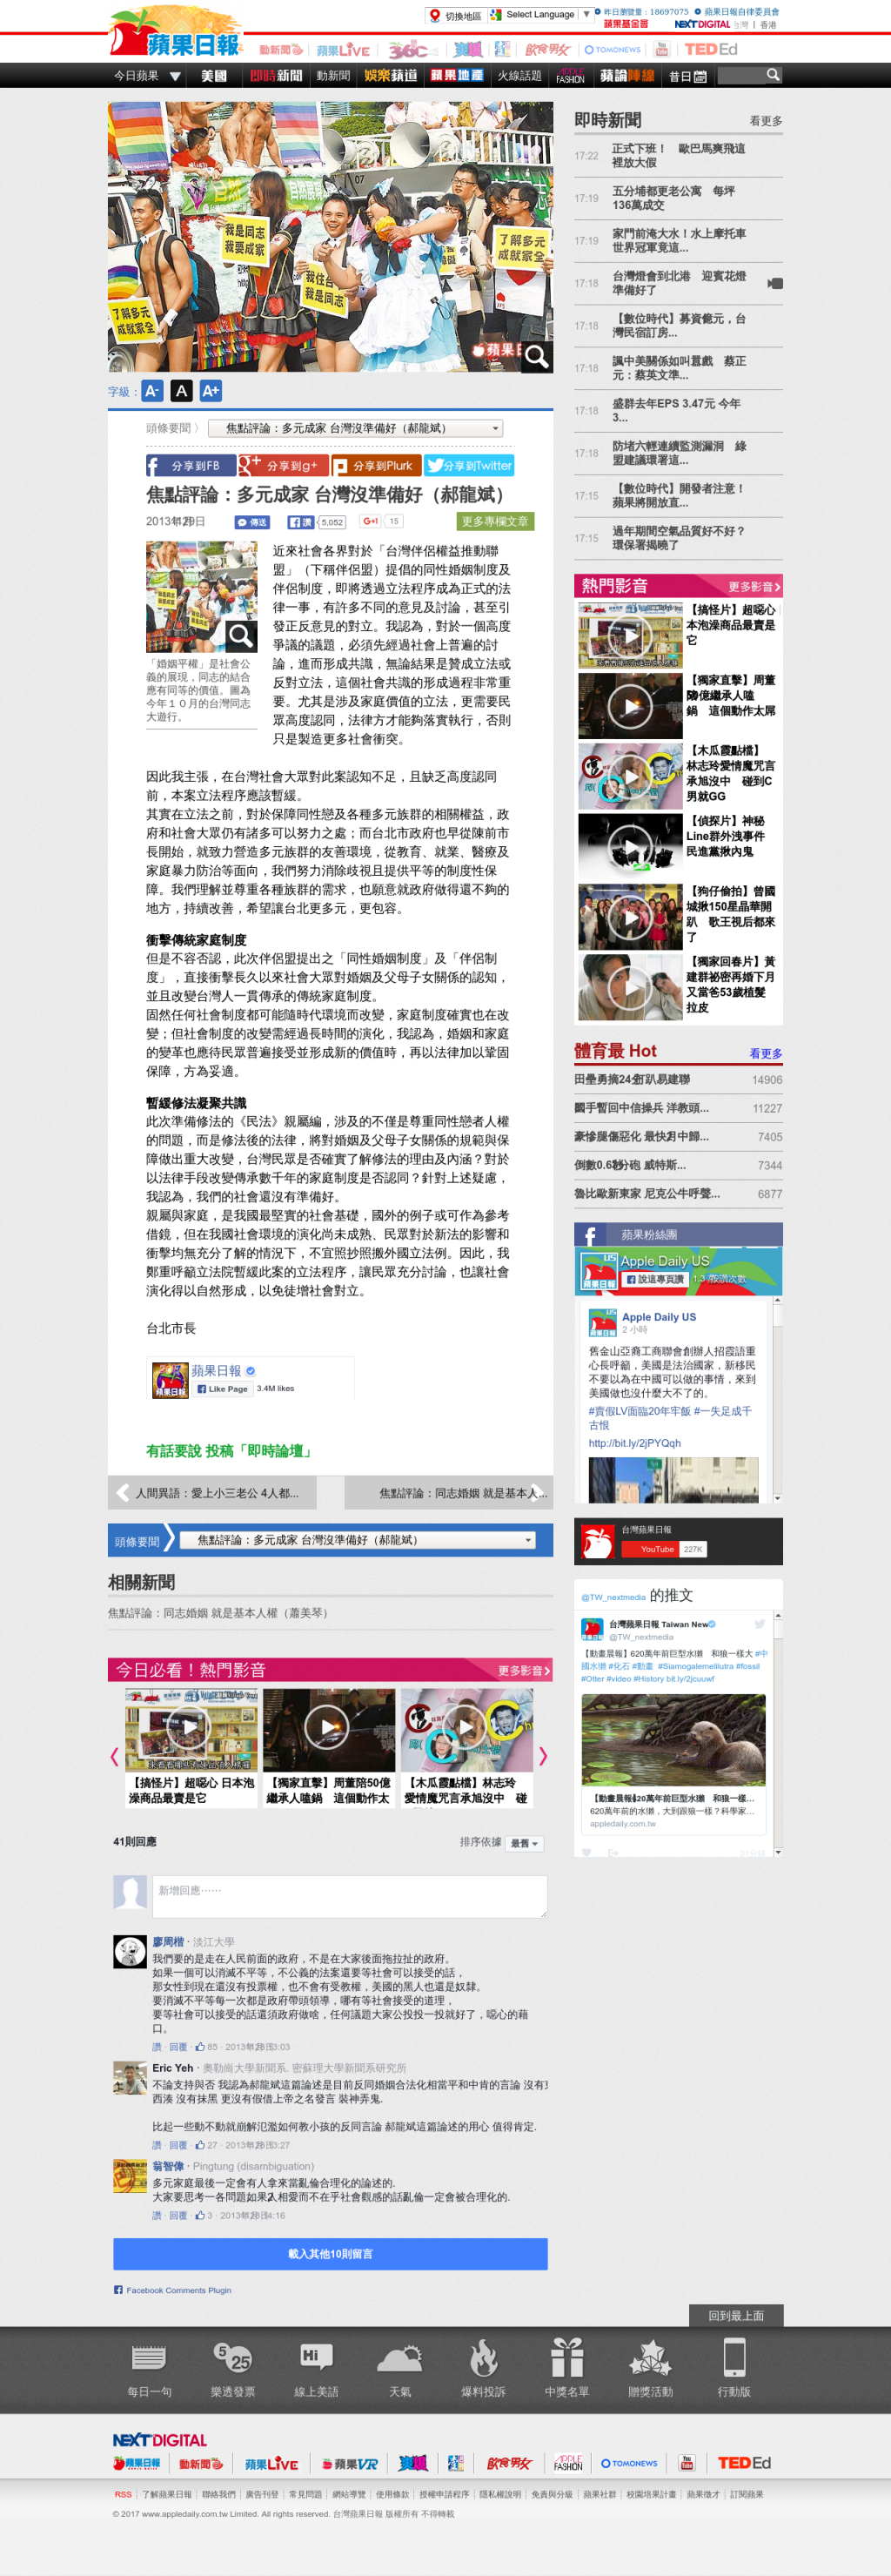 切換地區 Select Language ▼
昨日瀏覽量：18697075 蘋果日報自律委員會
蘋果基金會 NEXTDIGITAL 台灣 | 香港
蘋果日報
動新聞 蘋果LIVE 飲食男女 TOMONEWS You Tube TEDEd
今日蘋果 ▼ 美國 即時新聞 動新聞 娛樂蘋道 蘋果地產 火線話題 APPLE FASHION 蘋論陣線 昔日
自然
我是同志
我要成家
我住台
是同志
了解多元
成就家全
了解多元
成就家全
07
字級：A- A A+
頭條要聞 〉 焦點評論：多元成家 台灣沒準備好（郝龍斌）
分享到FB 分享到g+ 分享到Plurk 分享到Twitter
焦點評論：多元成家 台灣沒準備好（郝龍斌）
傳送 讚 5,052 G+1 15 更多專欄文章
「婚姻平權」是社會公
義的展現，同志的結合
應有同等的價值。圖為
今年１０月的台灣同志
大遊行。
近來社會各界對於「台灣伴侶權益推動聯
盟」（下稱伴侶盟）提倡的同性婚姻制度及
伴侶制度，即將透過立法程序成為正式的法
律一事，有許多不同的意見及討論，甚至引
發正反意見的對立。我認為，對於一個高度
爭議的議題，必須先經過社會上普遍的討
論，進而形成共識，無論結果是贊成立法或
反對立法，這個社會共識的形成過程非常重
要。尤其是涉及家庭價值的立法，更需要民
眾高度認同，法律方才能夠落實執行，否則
只是製造更多社會衝突。
因此我主張，在台灣社會大眾對此案認知不足，且缺乏高度認同
前，本案立法程序應該暫緩。
其實在立法之前，對於保障同性戀及各種多元族群的相關權益，政
府和社會大眾仍有諸多可以努力之處；而台北市政府也早從陳前市
長開始，就致力營造多元族群的友善環境，從教育、就業、醫療及
家庭暴力防治等面向，我們努力消除歧視且提供平等的制度性保
障。我們理解並尊重各種族群的需求，也願意就政府做得還不夠的
地方，持續改善，希望讓台北更多元，更包容。
衝擊傳統家庭制度
但是不容否認，此次伴侶盟提出之「同性婚姻制度」及「伴侶制
度」，直接衝擊長久以來社會大眾對婚姻及父母子女關係的認知，
並且改變台灣人一貫傳承的傳統家庭制度。
固然任何社會制度都可能隨時代環境而改變，家庭制度確實也在改
變；但社會制度的改變需經過長時間的演化，我認為，婚姻和家庭
的變革也應待民眾普遍接受並形成新的價值時，再以法律加以鞏固
保障，方為妥適。
暫緩修法凝聚共識
此次準備修法的《民法》親屬編，涉及的不僅是尊重同性戀者人權
的問題，而是修法後的法律，將對婚姻及父母子女關係的規範與保
障做出重大改變，台灣民眾是否確實了解修法的理由及內涵？對於
以法律手段改變傳承數千年的家庭制度是否認同？針對上述疑慮，
我認為，我們的社會還沒有準備好。
親屬與家庭，是我國最堅實的社會基礎，國外的例子或可作為參考
借鏡，但在我國社會環境的演化尚未成熟、民眾對於新法的影響和
衝擊均無充分了解的情況下，不宜照抄照搬外國立法例。因此，我
鄭重呼籲立法院暫緩此案的立法程序，讓民眾充分討論，也讓社會
演化得以自然形成，以免徒增社會對立。
台北市長
蘋果日報
Like Page 3.4M likes
有話要說 投稿「即時論壇」
人間異語：愛上小三老公 4人都... 焦點評論：同志婚姻 就是基本人...
頭條要聞 焦點評論：多元成家 台灣沒準備好（郝龍斌）
相關新聞
焦點評論：同志婚姻 就是基本人權（蕭美琴）
今日必看！熱門影音 更多影音
【搞怪片】超噁心 日本泡
澡商品最賣是它
【獨家直擊】周董陪50億
繼承人嗑鍋 這個動作太
【木瓜霞點檔】林志玲
愛情魔咒言承旭沒中 碰
41則回應 排序依據 最舊
新增回應……
廖周楷 · 淡江大學
我們要的是走在人民前面的政府，不是在大家後面拖拉扯的政府。
如果一個可以消滅不平等，不公義的法案還要等社會可以接受的話，
那女性到現在還沒有投票權，也不會有受教權，美國的黑人也還是奴隸。
要消滅不平等每一次都是政府帶頭領導，哪有等社會接受的道理，
要等社會可以接受的話還須政府做啥，任何議題大家公投投一投就好了，噁心的藉
口。
讚 · 回覆 · 85
Eric Yeh · 奧勒崗大學新聞系. 密蘇理大學新聞系研究所
不論支持與否 我認為郝龍斌這篇論述是目前反同婚姻合法化相當平和中肯的言論 沒有東
西湊 沒有抹黑 更沒有假借上帝之名發言 裝神弄鬼.
比起一些動不動就崩解氾濫如何教小孩的反同言論 郝龍斌這篇論述的用心 值得肯定.
讚 · 回覆 · 27
翁智偉 · Pingtung (disambiguation)
多元家庭最後一定會有人拿來當亂倫合理化的論述的.
大家要思考一各問題如果2人相愛而不在乎社會觀感的話亂倫一定會被合理化的.
讚 · 回覆 · 3
載入其他10則留言
Facebook Comments Plugin
即時新聞 看更多
17:22 正式下班！ 歐巴馬爽飛這
裡放大假
17:19 五分埔都更老公寓 每坪
136萬成交
17:19 家門前淹大水！水上摩托車
世界冠軍竟這...
17:18 台灣燈會到北港 迎賓花燈
準備好了
17:18 【數位時代】募資億元，台
灣民宿訂房...
17:18 諷中美關係如叫囂戲 蔡正
元：蔡英文準...
17:18 盛群去年EPS 3.47元 今年
3...
17:18 防堵六輕連續監測漏洞 綠
盟建議環署這...
17:15 【數位時代】開發者注意！
蘋果將開放直...
17:15 過年期間空氣品質好不好？
環保署揭曉了
熱門影音 更多影音
【搞怪片】超噁心 日
本泡澡商品最賣是
它
【獨家直擊】周董
陪50億繼承人嗑
鍋 這個動作太屌
【木瓜霞點檔】
林志玲愛情魔咒言
承旭沒中 碰到C
男就GG
【偵探片】神秘
Line群外洩事件
民進黨揪內鬼
【狗仔偷拍】曾國
城揪150星晶華開
趴 歌王視后都來
了
【獨家回春片】黃
建群祕密再婚下月
又當爸53歲植髮
拉皮
體育最 Hot 看更多
14906
國手暫回中信操兵 洋教頭... 11227
豪慘腿傷惡化 最快2月中歸... 7405
7344
魯比歐新東家 尼克公牛呼聲... 6877
蘋果粉絲團
Apple Daily US
說這專頁讚
Apple Daily US
2 小時
舊金山亞裔工商聯會創辦人招霞語重
心長呼籲，美國是法治國家，新移民
不要以為在中國可以做的事情，來到
美國做也沒什麼大不了的。
#賣假LV面臨20年牢飯 #一失足成千
古恨
http://bit.ly/2jPYQqh
台灣蘋果日報
YouTube 227K
@TW_nextmedia 的推文
台灣蘋果日報 Taiwan New
@TW_nextmedia
【動畫晨報】620萬年前巨型水獺 和狼一樣大 #中
國水獺 #化石 #動畫 #Siamogalemelilutra #fossil
#Otter #video #History bit.ly/2jcuuwf
【動畫晨報】620萬年前巨型水獺 和狼一樣...
620萬年前的水獺，大到跟狼一樣？科學家...
appledaily.com.tw
回到最上面
每日一句 樂透發票 線上美語 天氣 爆料投訴 中獎名單 贈獎活動 行動版
NEXTDIGITAL
蘋果日報 動新聞 蘋果LIVE 蘋果VR 飲食男女 APPLE FASHION TOMONEWS You Tube TEDEd
RSS | 了解蘋果日報 | 聯絡我們 | 廣告刊登 | 常見問題 | 網站導覽 | 使用條款 | 授權申請程序 | 隱私權說明 | 免責與分級 | 蘋果社群 | 校園培果計畫 | 蘋果徵才 | 訂閱蘋果
© 2017 www.appledaily.com.tw Limited. All rights reserved. 台灣蘋果日報 版權所有 不得轉載